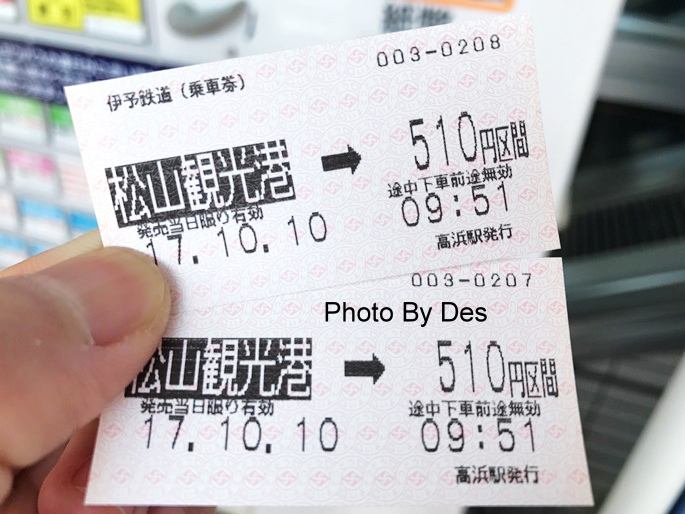 003-0208
伊予鉄道(乗車券)
松山観光港 → 510円区間
発売当日限り有効 途中下車前途無効
17.10.10 09:51
高浜駅発行
003-0207
Photo By Des
松山観光港 → 510円区間
発売当日限り有効 途中下車前途無効
17.10.10 09:51
高浜駅発行